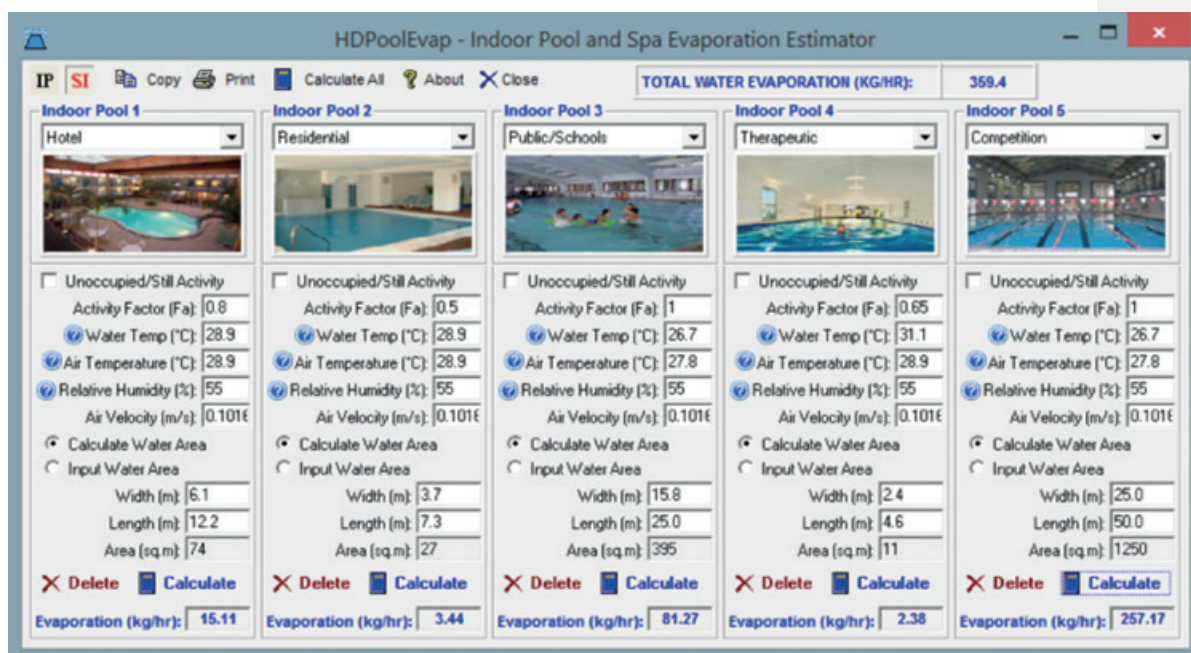 HDPoolEvap - Indoor Pool and Spa Evaporation Estimator
IP SI Copy Print Calculate All About Close TOTAL WATER EVAPORATION (KG/HR): 359.4
Indoor Pool 1
Hotel
Unoccupied/Still Activity
Activity Factor (Fa): 0.8
Water Temp (°C): 28.9
Air Temperature (°C): 28.9
Relative Humidity (%): 55
Air Velocity (m/s): 0.1016
Calculate Water Area
Input Water Area
Width (m): 6.1
Length (m): 12.2
Area (sq.m): 74
Delete Calculate
Evaporation (kg/hr): 15.11
Indoor Pool 2
Residential
Unoccupied/Still Activity
Activity Factor (Fa): 0.5
Water Temp (°C): 28.9
Air Temperature (°C): 28.9
Relative Humidity (%): 55
Air Velocity (m/s): 0.1016
Calculate Water Area
Input Water Area
Width (m): 3.7
Length (m): 7.3
Area (sq.m): 27
Delete Calculate
Evaporation (kg/hr): 3.44
Indoor Pool 3
Public/Schools
Unoccupied/Still Activity
Activity Factor (Fa): 1
Water Temp (°C): 26.7
Air Temperature (°C): 27.8
Relative Humidity (%): 55
Air Velocity (m/s): 0.1016
Calculate Water Area
Input Water Area
Width (m): 15.8
Length (m): 25.0
Area (sq.m): 395
Delete Calculate
Evaporation (kg/hr): 81.27
Indoor Pool 4
Therapeutic
Unoccupied/Still Activity
Activity Factor (Fa): 0.65
Water Temp (°C): 31.1
Air Temperature (°C): 28.9
Relative Humidity (%): 55
Air Velocity (m/s): 0.1016
Calculate Water Area
Input Water Area
Width (m): 2.4
Length (m): 4.6
Area (sq.m): 11
Delete Calculate
Evaporation (kg/hr): 2.38
Indoor Pool 5
Competition
Unoccupied/Still Activity
Activity Factor (Fa): 1
Water Temp (°C): 26.7
Air Temperature (°C): 27.8
Relative Humidity (%): 55
Air Velocity (m/s): 0.1016
Calculate Water Area
Input Water Area
Width (m): 25.0
Length (m): 50.0
Area (sq.m): 1250
Delete Calculate
Evaporation (kg/hr): 257.17